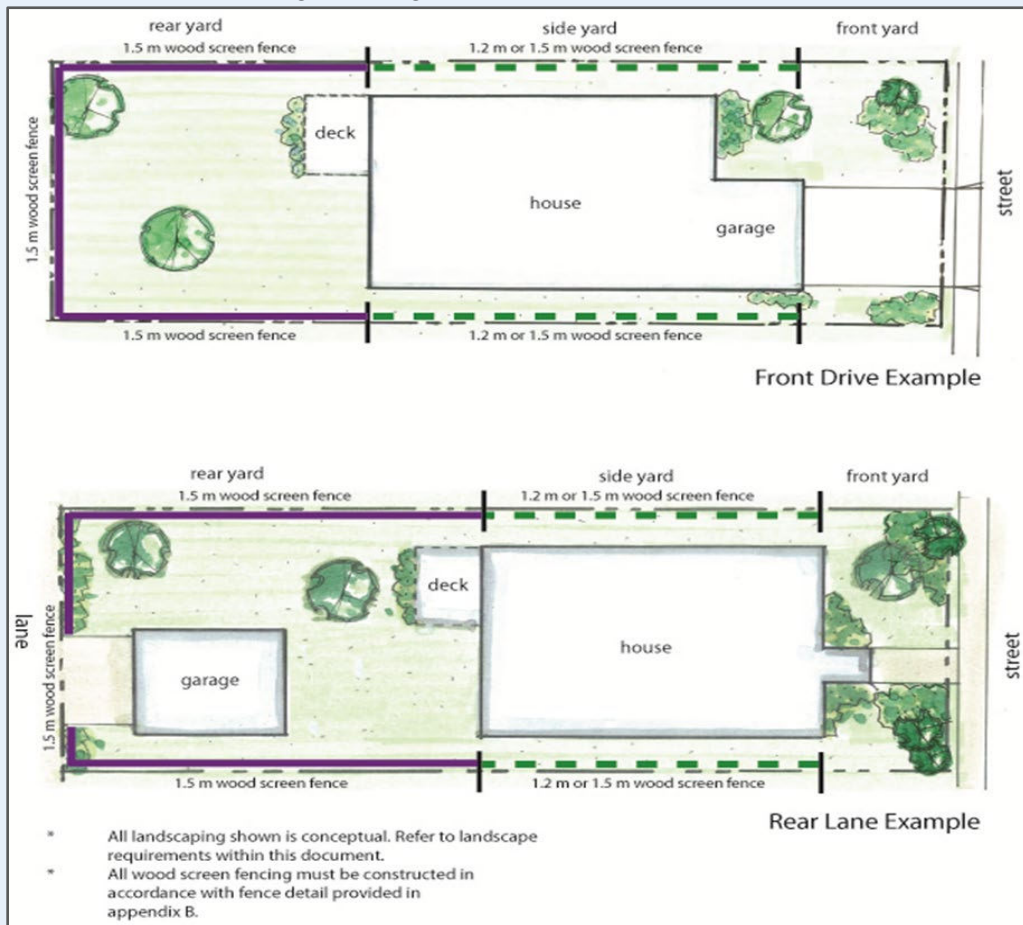 rear yard
side yard
front yard
1.5 m wood screen fence
1.2 m or 1.5 m wood screen fence
1.5 m wood screen fence
deck
house
garage
street
1.5 m wood screen fence
1.2 m or 1.5 m wood screen fence
Front Drive Example
rear yard
side yard
front yard
1.5 m wood screen fence
1.2 m or 1.5 m wood screen fence
lane
1.5 m wood screen fence
deck
house
garage
street
1.5 m wood screen fence
1.2 m or 1.5 m wood screen fence
Rear Lane Example
* All landscaping shown is conceptual. Refer to landscape
requirements within this document.
* All wood screen fencing must be constructed in
accordance with fence detail provided in
appendix B.